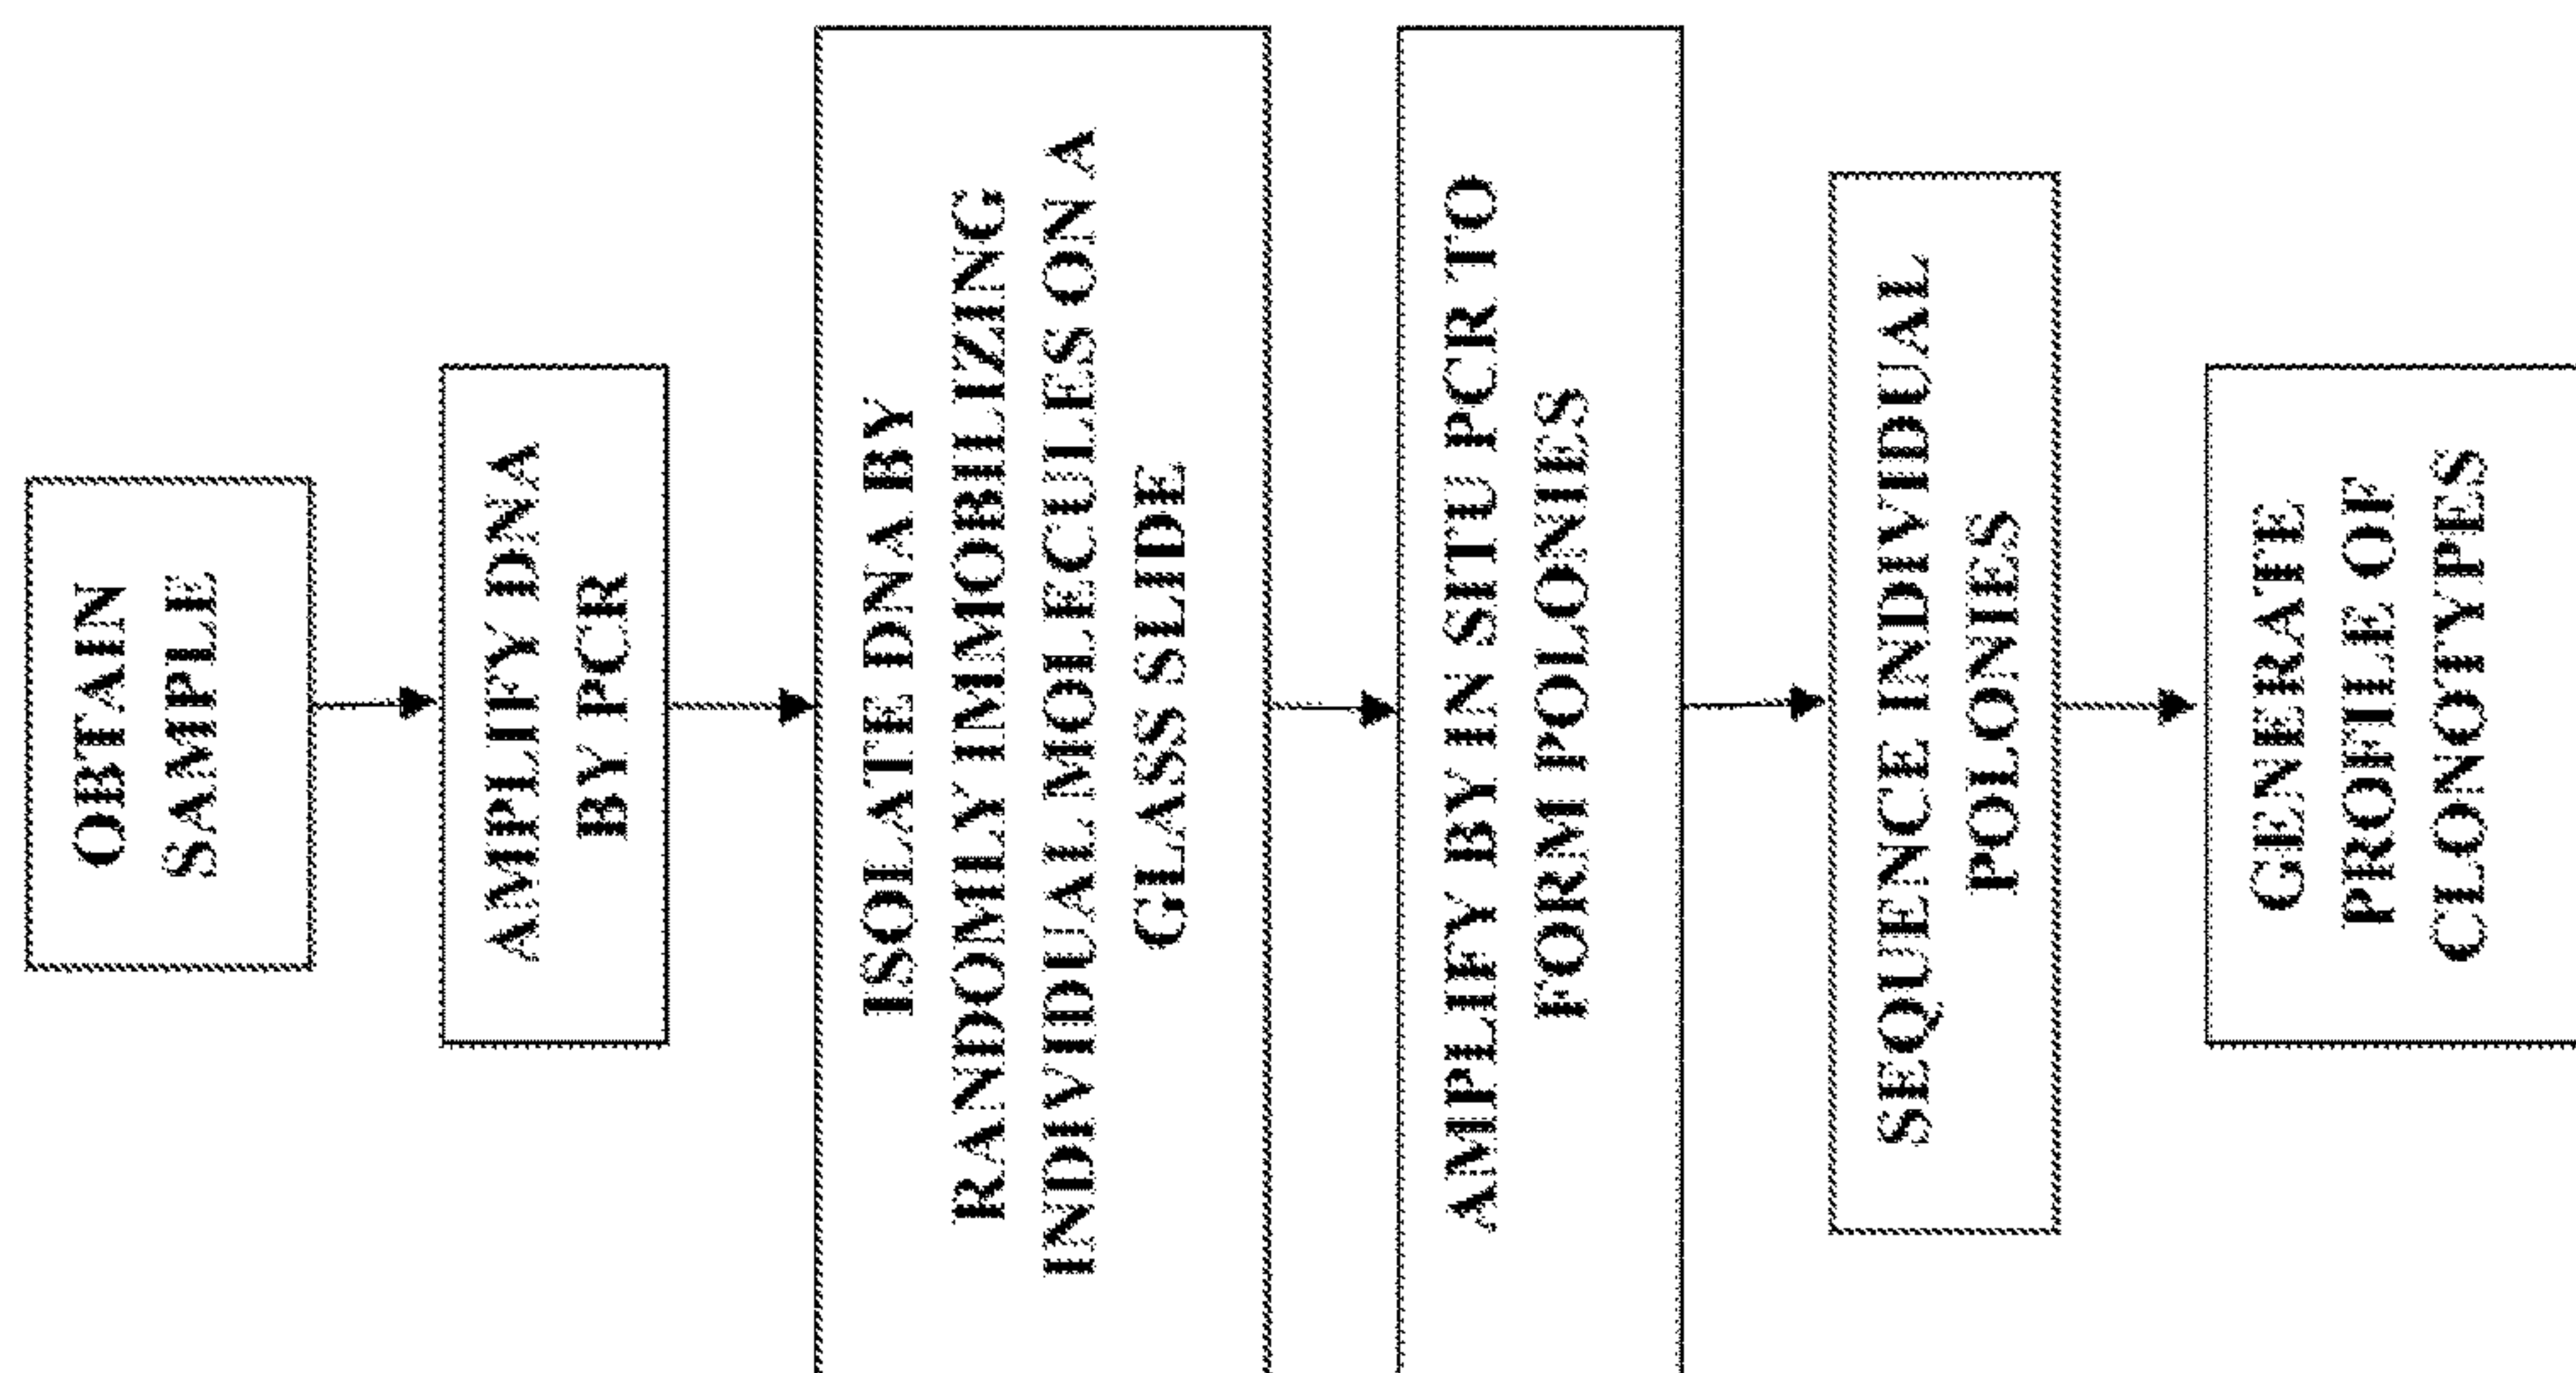 OBTAIN
SAMPLE
AMPLIFY DNA
BY PCR
ISOLATE DNA BY
RANDOMLY IMMOBILIZING
INDIVIDUAL MOLECULES ON A
GLASS SLIDE
AMPLIFY BY IN SITU PCR TO
FORM POLONIES
SEQUENCE INDIVIDUAL
POLONIES
GENERATE
PROFILE OF
CLONOTYPES